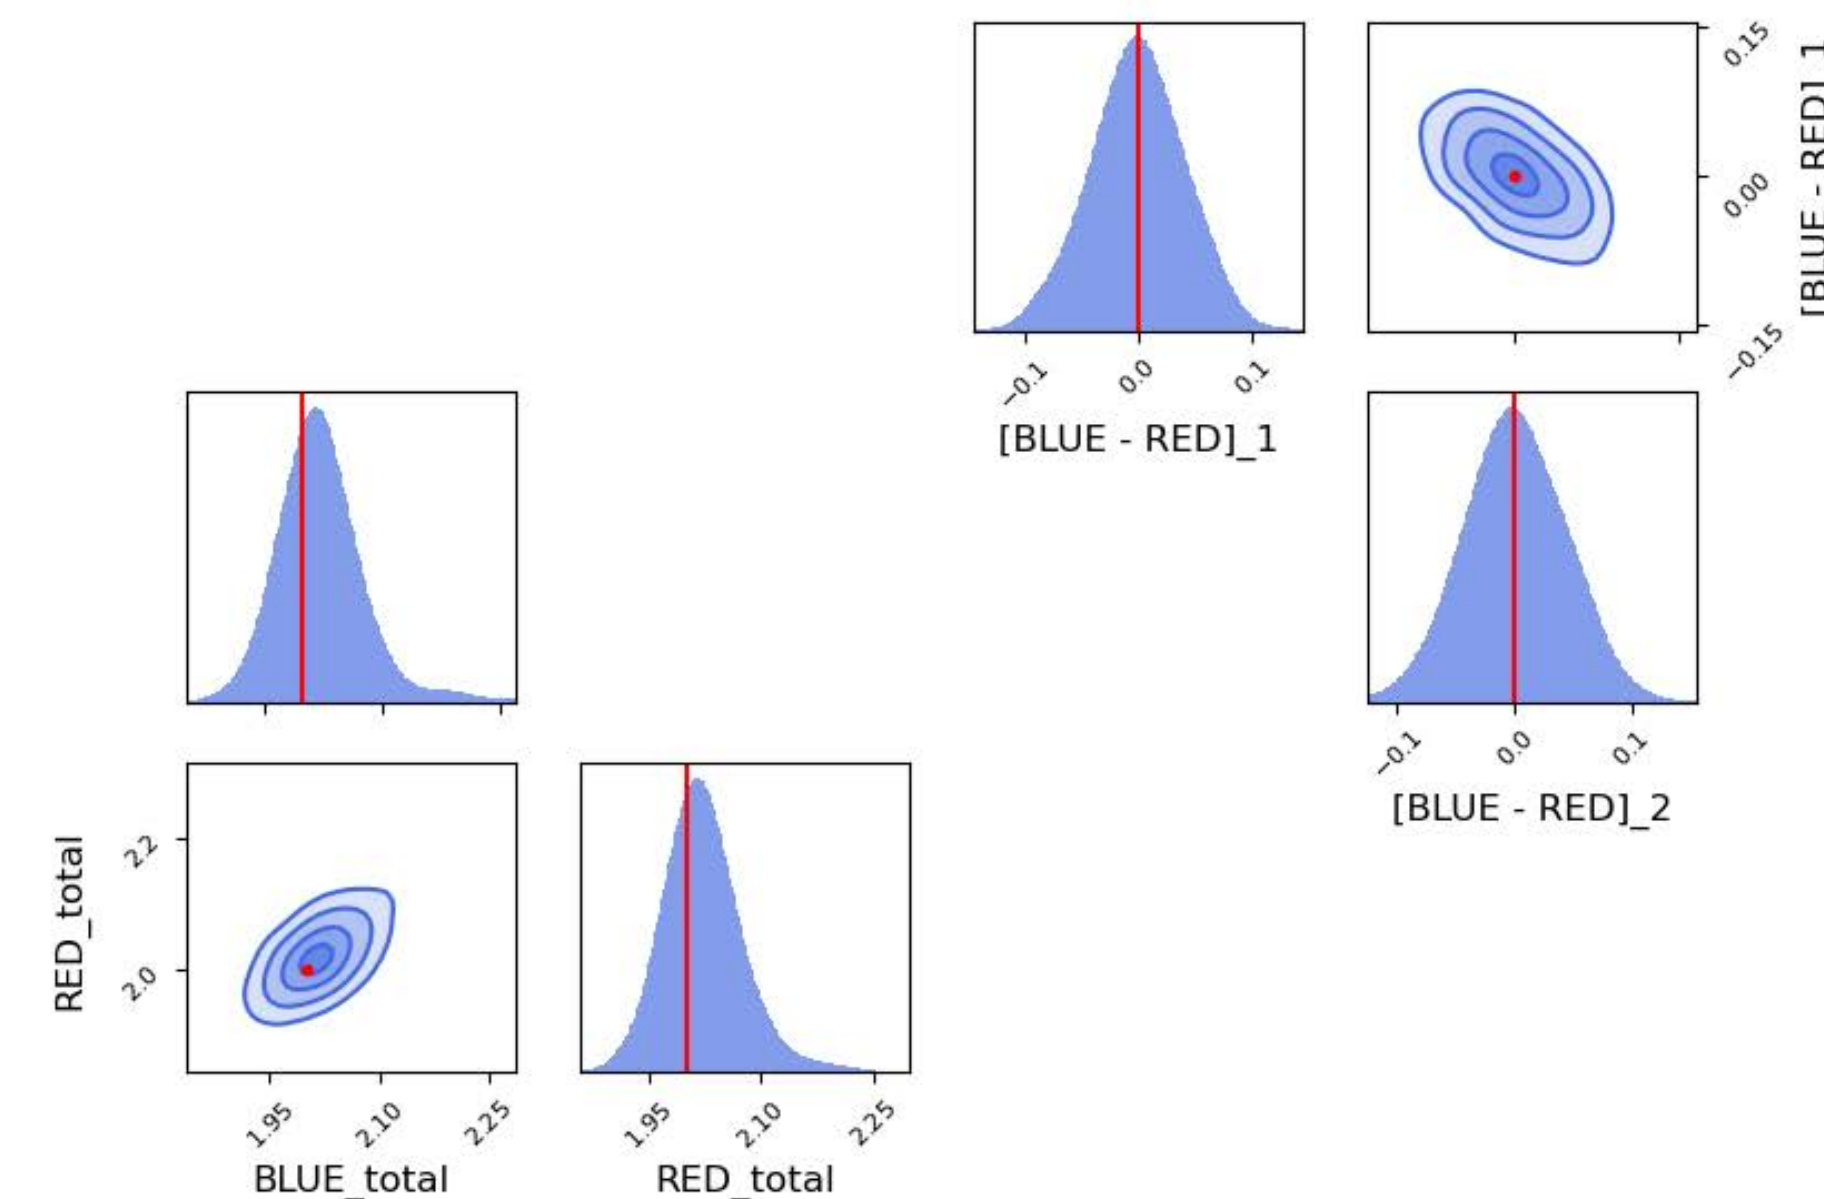 0.15
0.00
−0.15
[BLUE - RED]_1
−0.1
0.0
0.1
[BLUE - RED]_1
−0.1
0.0
0.1
[BLUE - RED]_2
RED_total
2.2
2.0
1.95
2.10
2.25
BLUE_total
1.95
2.10
2.25
RED_total